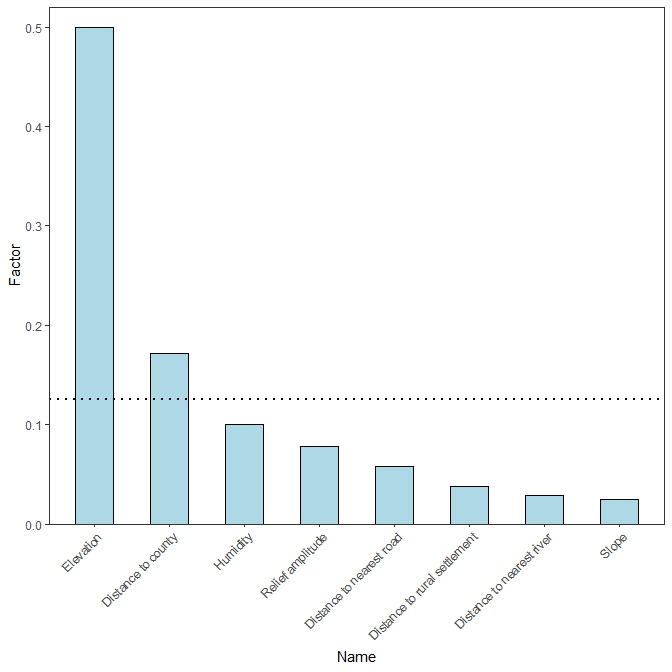 0.5
0.4
0.3
0.2
0.1
0.0
Factor
Elevation
Distance to county
Humidity
Relief amplitude
Distance to nearest road
Distance to rural settlement
Distance to nearest river
Slope
Name